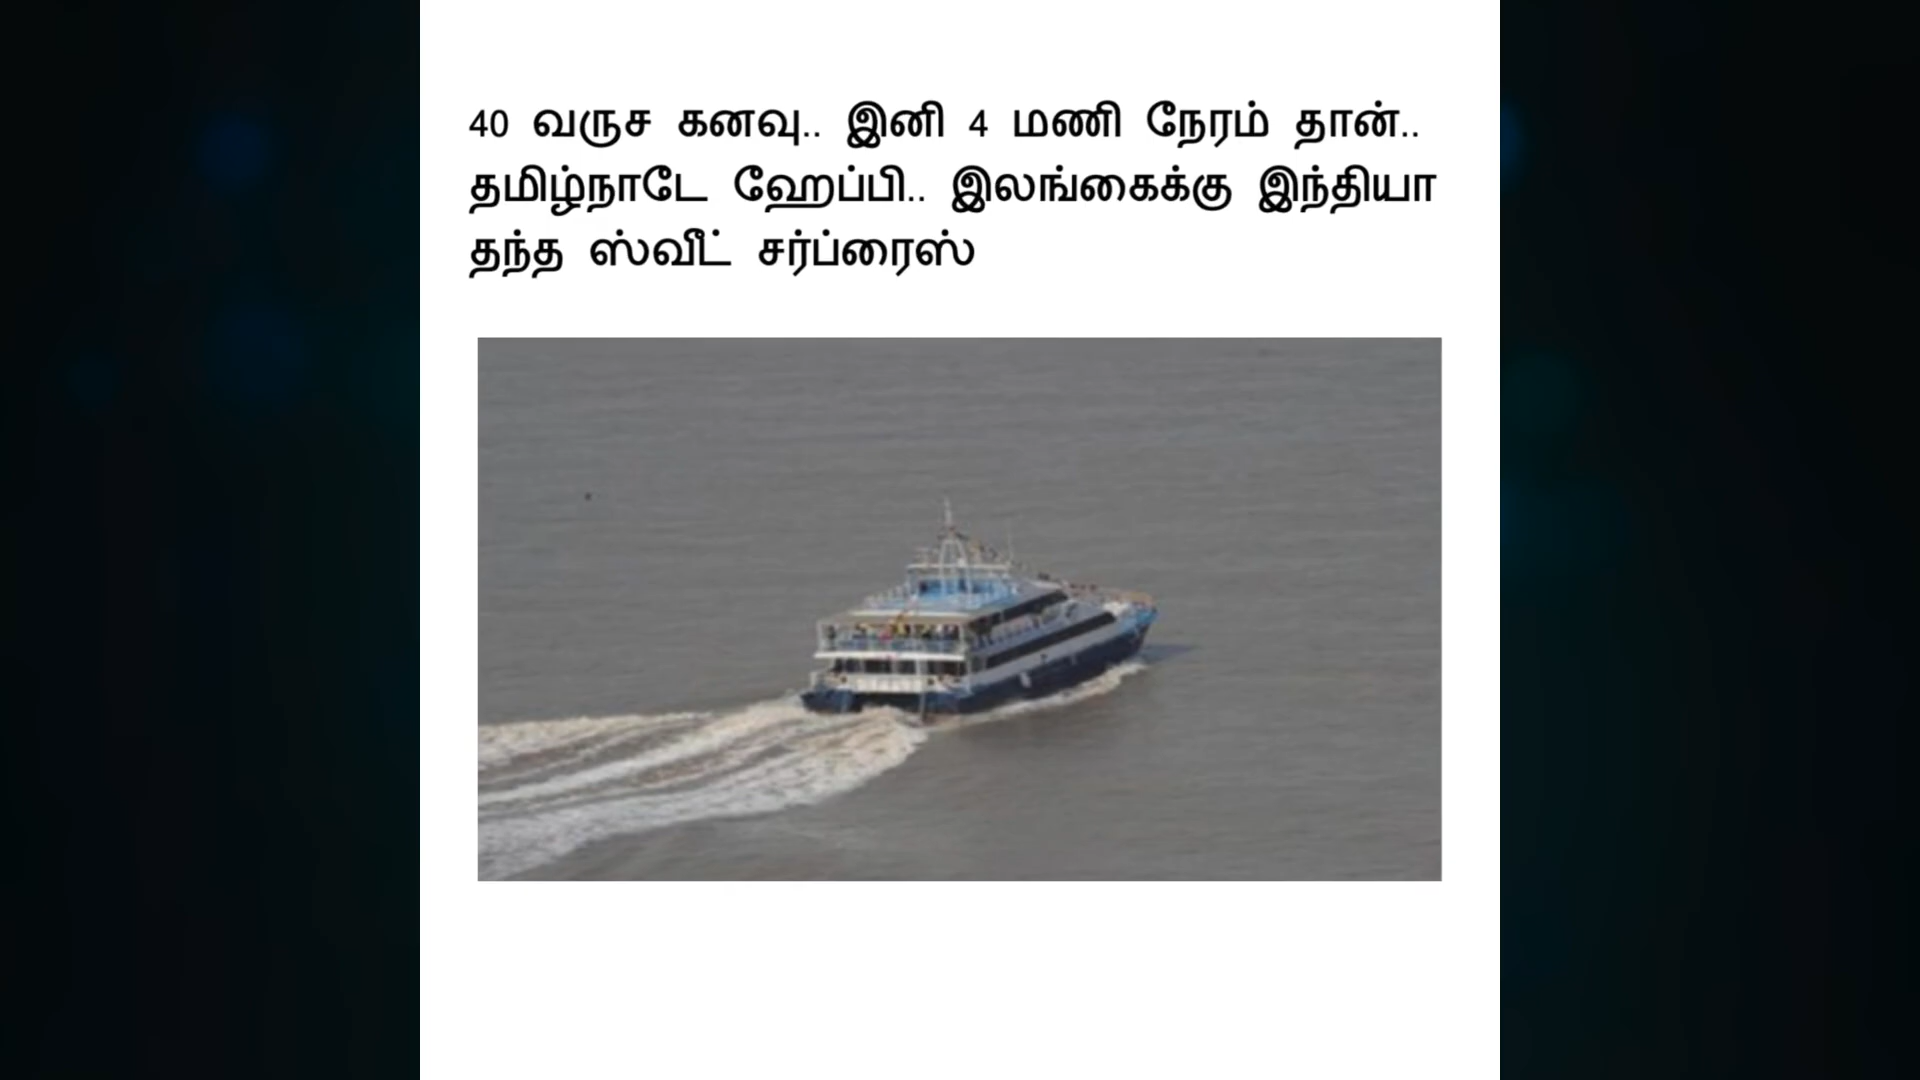 40 வருச கனவு.. இனி 4 மணி நேரம் தான்..
தமிழ்நாடே ஹேப்பி.. இலங்கைக்கு இந்தியா
தந்த ஸ்வீட் சர்ப்ரைஸ்